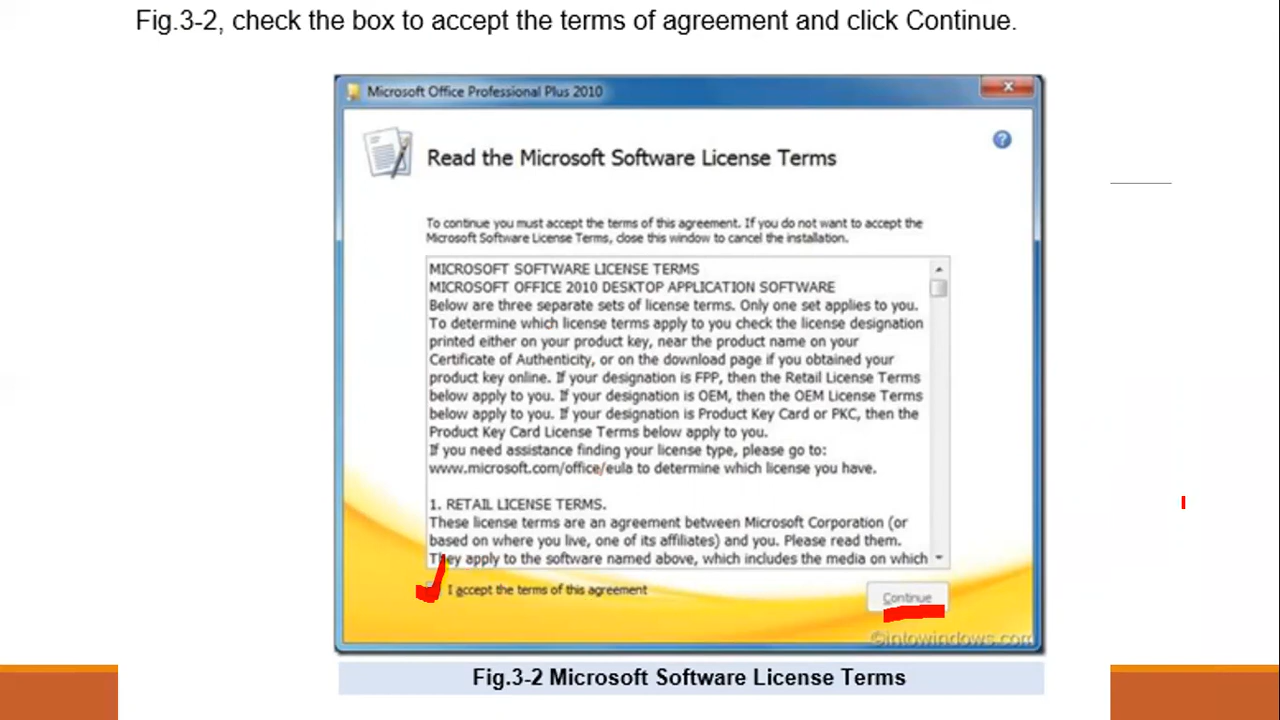 Fig.3-2, check the box to accept the terms of agreement and click Continue.
Microsoft Office Professional Plus 2010
Read the Microsoft Software License Terms
To continue you must accept the terms of this agreement. If you do not want to accept the
Microsoft Software License Terms, close this window to cancel the installation.
MICROSOFT SOFTWARE LICENSE TERMS
MICROSOFT OFFICE 2010 DESKTOP APPLICATION SOFTWARE
Below are three separate sets of license terms. Only one set applies to you.
To determine which license terms apply to you check the license designation
printed either on your product key, near the product name on your
Certificate of Authenticity, or on the download page if you obtained your
product key online. If your designation is FPP, then the Retail License Terms
below apply to you. If your designation is OEM, then the OEM License Terms
below apply to you. If your designation is Product Key Card or PKC, then the
Product Key Card License Terms below apply to you.
If you need assistance finding your license type, please go to:
www.microsoft.com/office/eula to determine which license you have.
1. RETAIL LICENSE TERMS.
These license terms are an agreement between Microsoft Corporation (or
based on where you live, one of its affiliates) and you. Please read them.
They apply to the software named above, which includes the media on which
I accept the terms of this agreement
Continue
©intowindows.com
Fig.3-2 Microsoft Software License Terms